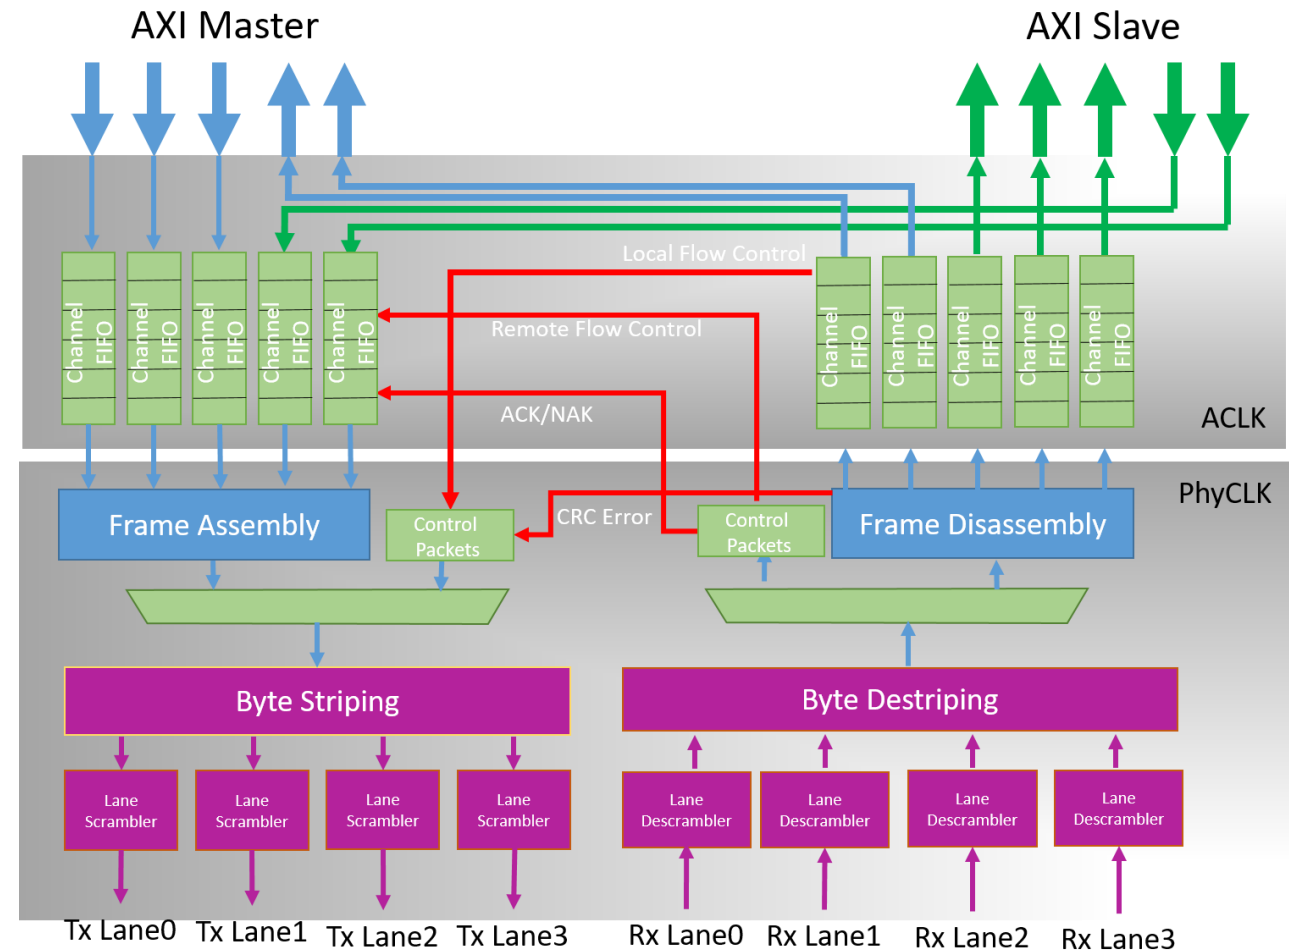 AXI Master
AXI Slave
Local Flow Control
Channel
FIFO
Channel
FIFO
Channel
FIFO
Channel
FIFO
Channel
FIFO
Channel
FIFO
Channel
FIFO
Channel
FIFO
Channel
FIFO
Channel
FIFO
Remote Flow Control
ACK/NAK
ACLK
PhyCLK
Frame Assembly
Control
Packets
CRC Error
Control
Packets
Frame Disassembly
Byte Striping
Byte Destriping
Lane
Scrambler
Lane
Scrambler
Lane
Scrambler
Lane
Scrambler
Lane
Descrambler
Lane
Descrambler
Lane
Descrambler
Lane
Descrambler
Tx Lane0
Tx Lane1
Tx Lane2
Tx Lane3
Rx Lane0
Rx Lane1
Rx Lane2
Rx Lane3